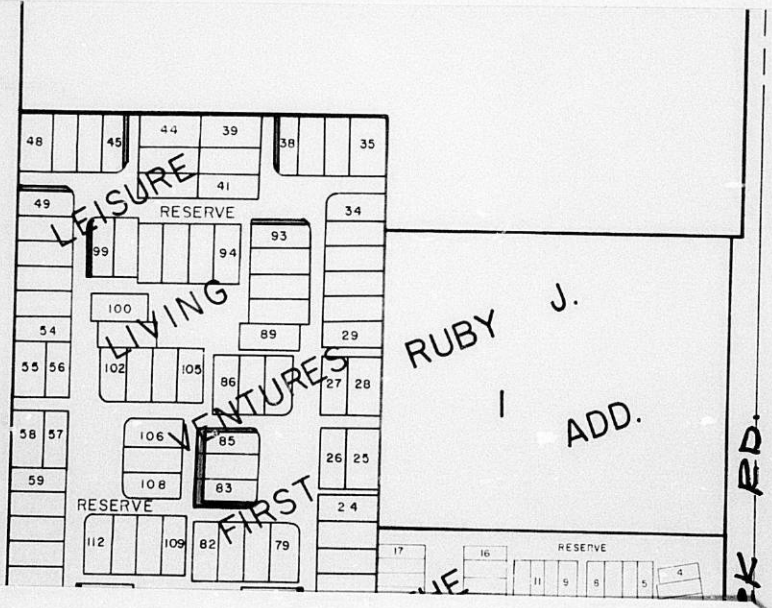 48 45 44 39 38 35
41
49 LEISURE RESERVE 34
99 94 93
100 LIVING RUBY J.
54 89 29
55 56 102 105 86 VENTURES 27 28 1 ADD.
58 57 106 85 26 25
59 108 83 FIRST 24
RESERVE
112 109 82 79
17 16 RESERVE
11 9 8 5 4
THE
RD.